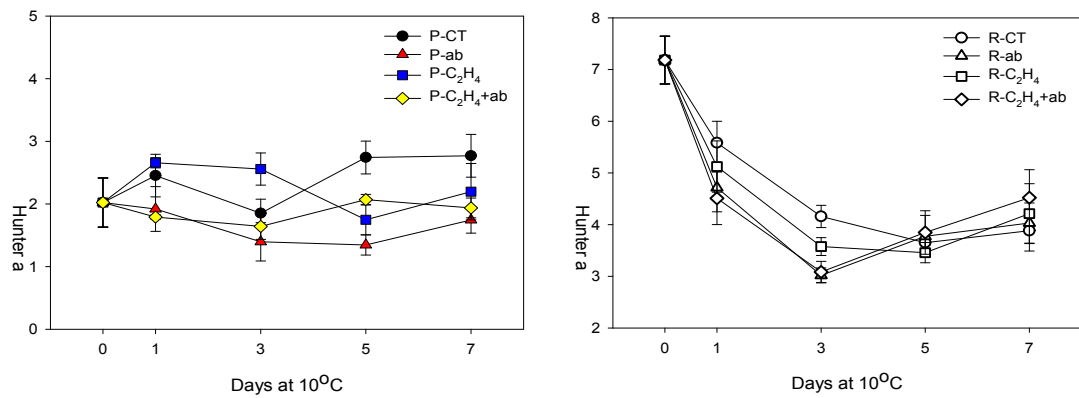 5
4
3
2
1
0
Hunter a
0 1 3 5 7
Days at 10°C
P-CT
P-ab
P-C₂H₄
P-C₂H₄+ab
8
7
6
5
4
3
2
Hunter a
0 1 3 5 7
Days at 10°C
R-CT
R-ab
R-C₂H₄
R-C₂H₄+ab